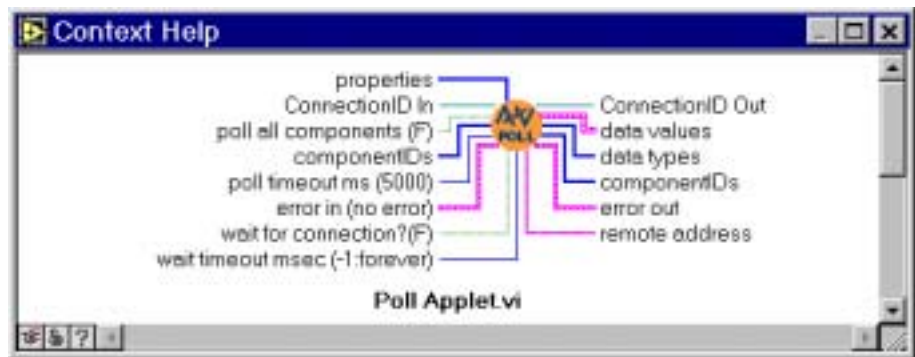 Context Help
properties
ConnectionID In
poll all components (F)
componentIDs
poll timeout ms (5000)
error in (no error)
wait for connection?(F)
wait timeout msec (-1:forever)
POLL
ConnectionID Out
data values
data types
componentIDs
error out
remote address
Poll Applet.vi
?